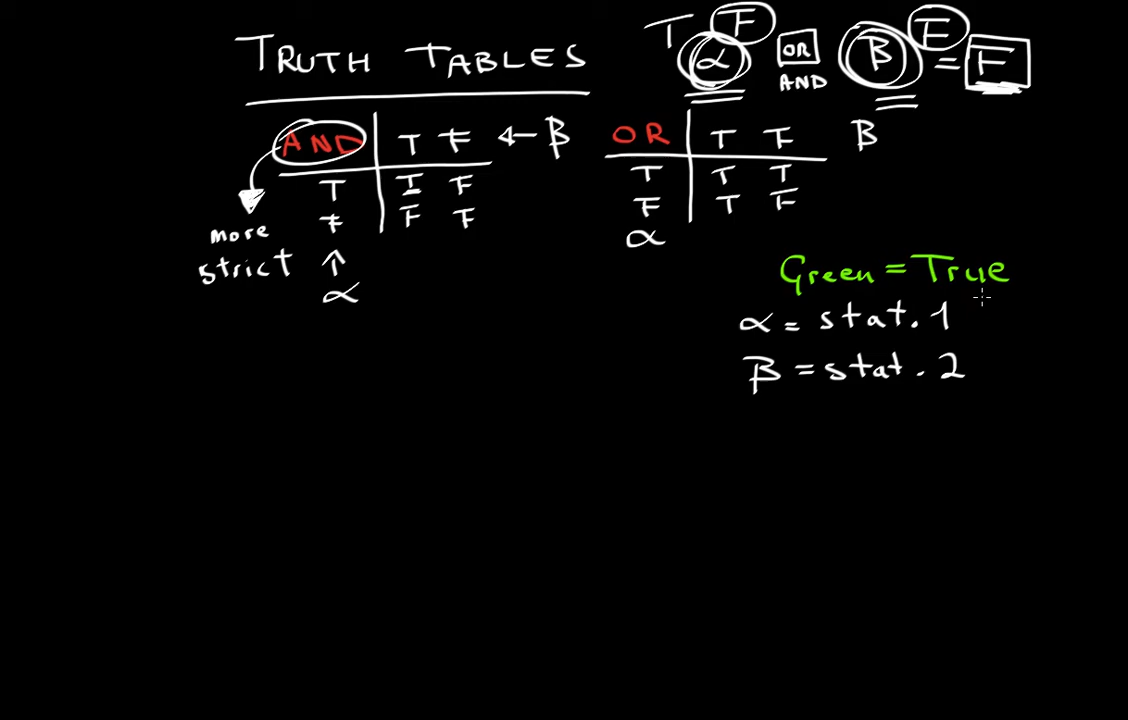 TRUTH TABLES
T F F
α OR B = F
AND
AND T F ← B
T T F
F F F
more
strict ↑
α
OR T F B
T T T
F T F
α
Green = True
α = stat. 1
B = stat. 2